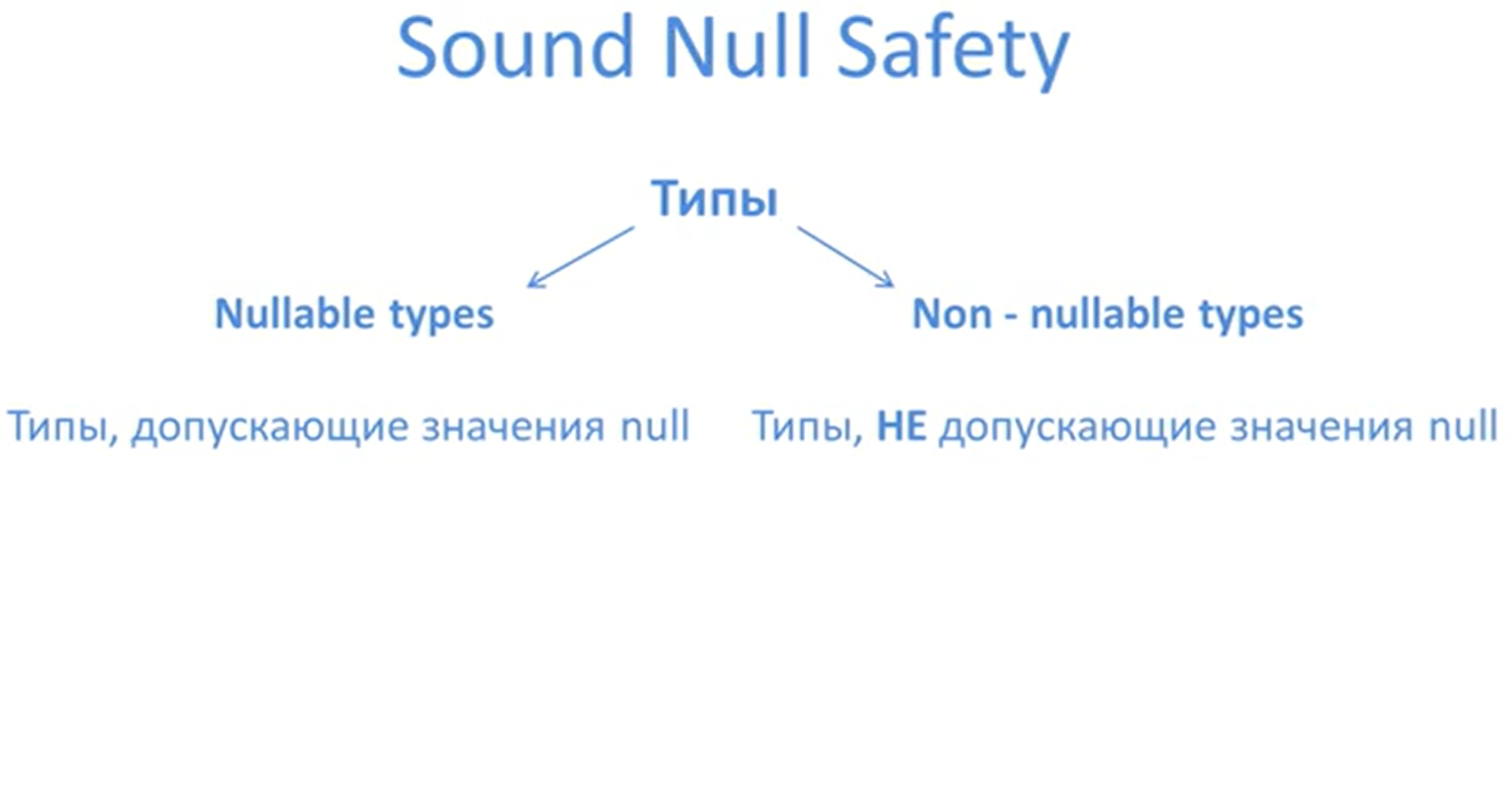 Sound Null Safety
Типы
Nullable types
Non - nullable types
Типы, допускающие значения null
Типы, НЕ допускающие значения null